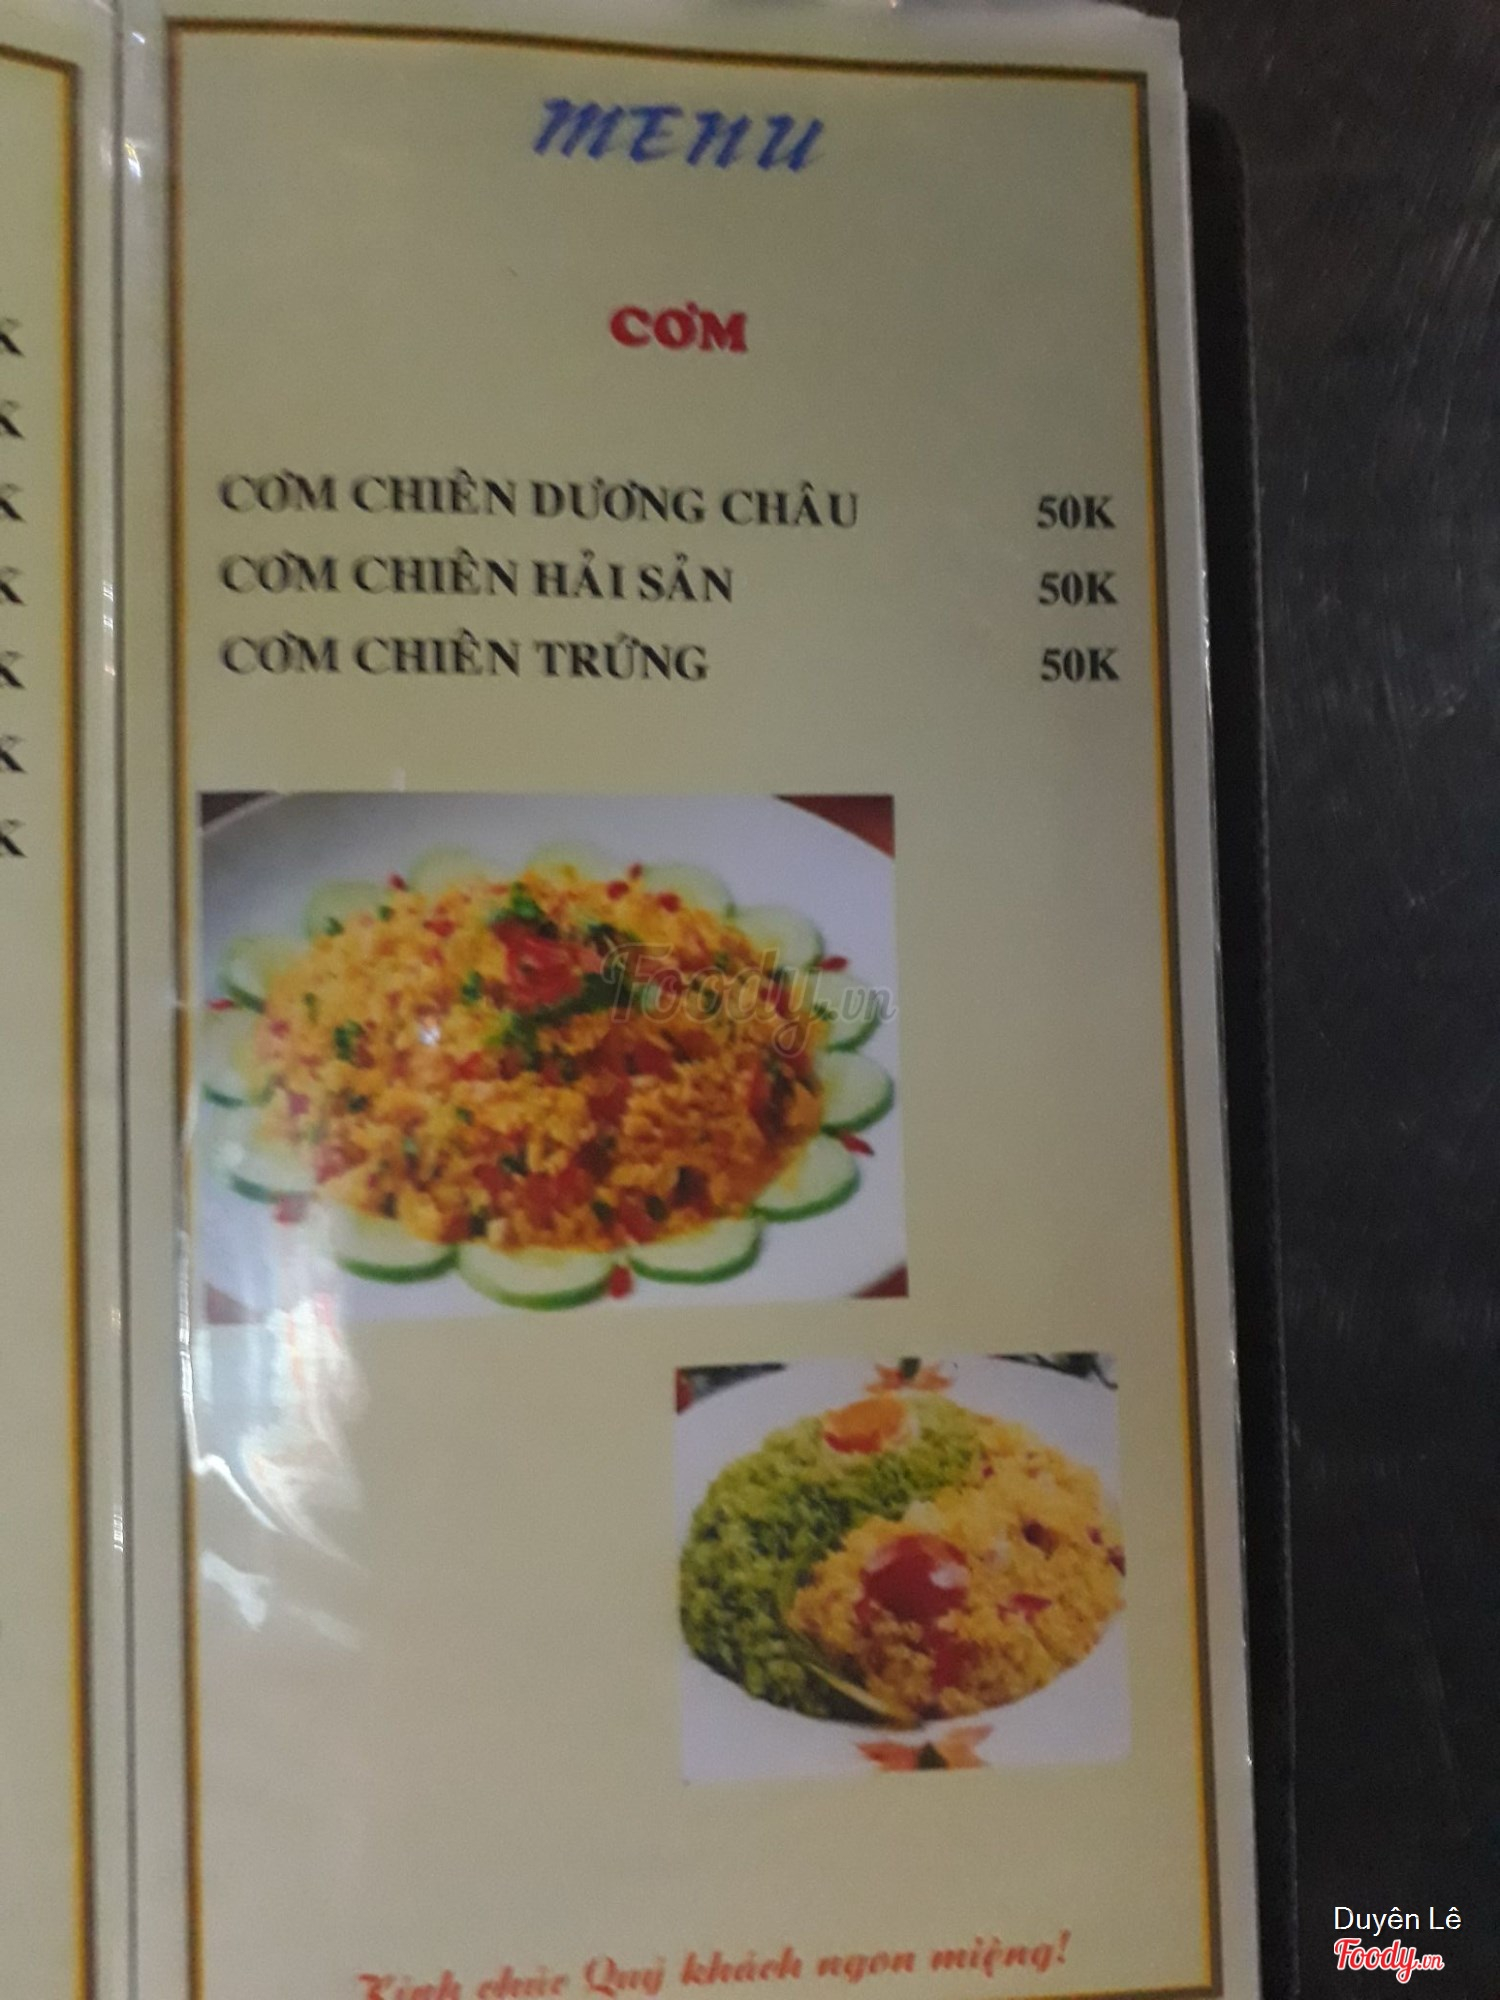 MENU
CƠM
CƠM CHIÊN DƯƠNG CHÂU 50K
CƠM CHIÊN HẢI SẢN 50K
CƠM CHIÊN TRỨNG 50K
K
K
K
K
K
K
K
Foody.vn
Kính chúc Quý khách ngon miệng!
Duyên Lê
Foody.vn